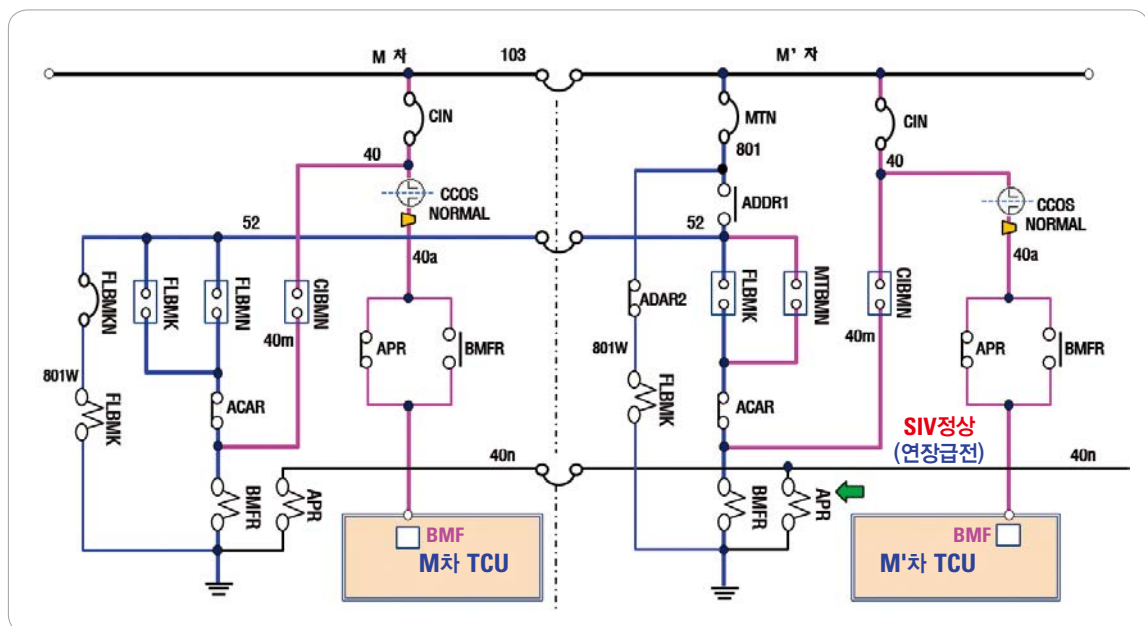 M 차
103
M' 차
CIN
MTN
CIN
40
801
40
CCOS
NORMAL
ADDR1
CCOS
NORMAL
52
52
40a
40a
FLBMKN
FLBMK
FLBMN
CIBMN
ADAR2
FLBMK
MTBMN
CIBMN
40m
40m
APR
BMFR
APR
BMFR
801W
801W
FLBMK
ACAR
FLBMK
ACAR
SIV정상
(연장급전)
40n
40n
BMFR
APR
BMFR
APR
BMF
M차 TCU
BMF
M'차 TCU